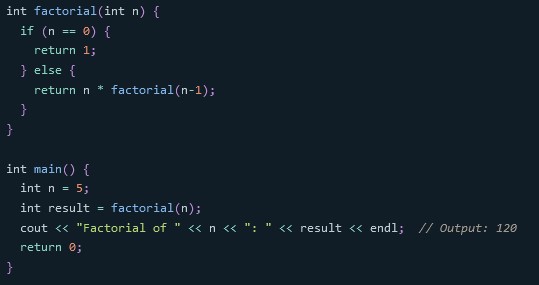 int factorial(int n) {
  if (n == 0) {
    return 1;
  } else {
    return n * factorial(n-1);
  }
}

int main() {
  int n = 5;
  int result = factorial(n);
  cout << "Factorial of " << n << ": " << result << endl;  // Output: 120
  return 0;
}